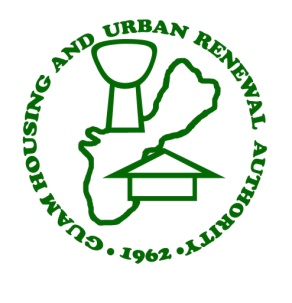 GUAM HOUSING AND URBAN RENEWAL AUTHORITY
• 1962 •